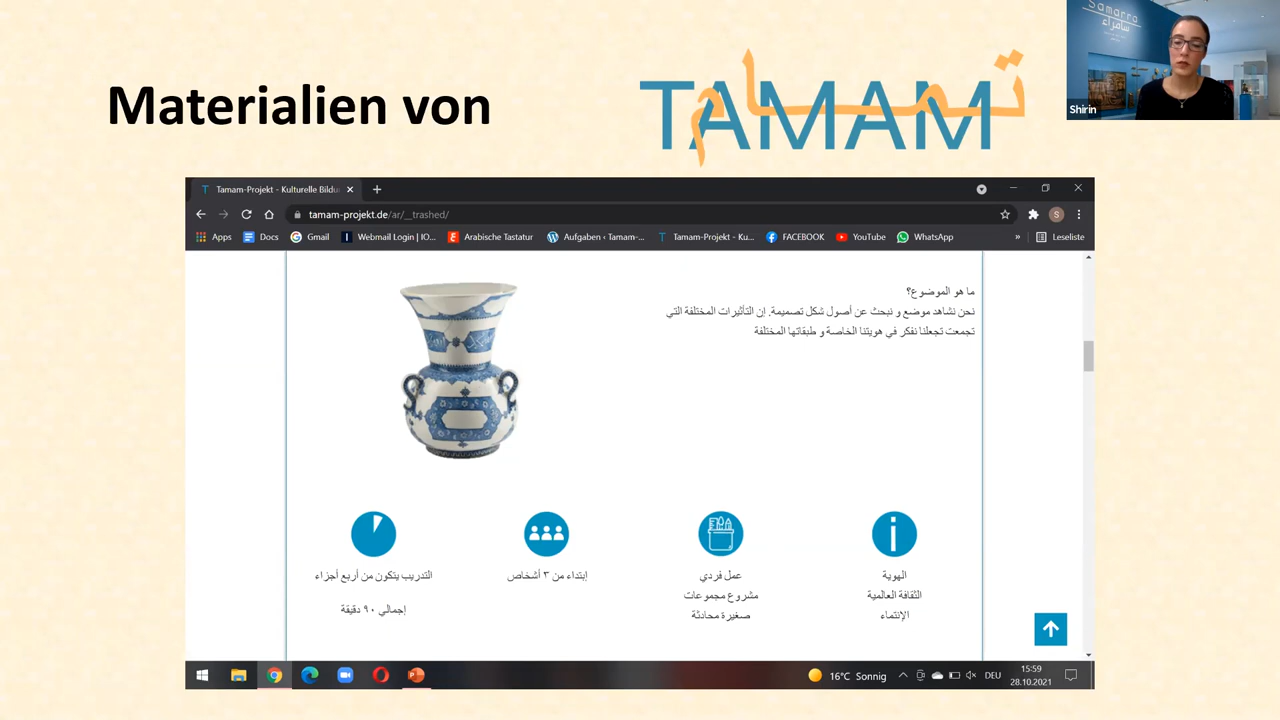 Materialien von
TAMAM
تمام
Samarra
سامراء
Shirin
Tamam-Projekt - Kulturelle Bildu
tamam-projekt.de/ar/__trashed/
Apps
Docs
Gmail
Webmail Login | IO...
Arabische Tastatur
Aufgaben ‹ Tamam-...
Tamam-Projekt - Ku...
FACEBOOK
YouTube
WhatsApp
»
Leseliste
ما هو الموضوع؟
نحن نشاهد موضع و نبحث عن أصول شكل تصميمة. إن التأثيرات المختلفة التي
تجمعت تجعلنا نفكر في هويتنا الخاصة و طبقاتها المختلفة
الهوية
الثقافة العالمية
الإنتماء
عمل فردي
مشروع مجموعات
صغيرة محادثة
إبتداء من ٣ أشخاص
التدريب يتكون من أربع أجزاء
إجمالي ٩٠ دقيقة
16°C Sonnig
DEU
15:59
28.10.2021